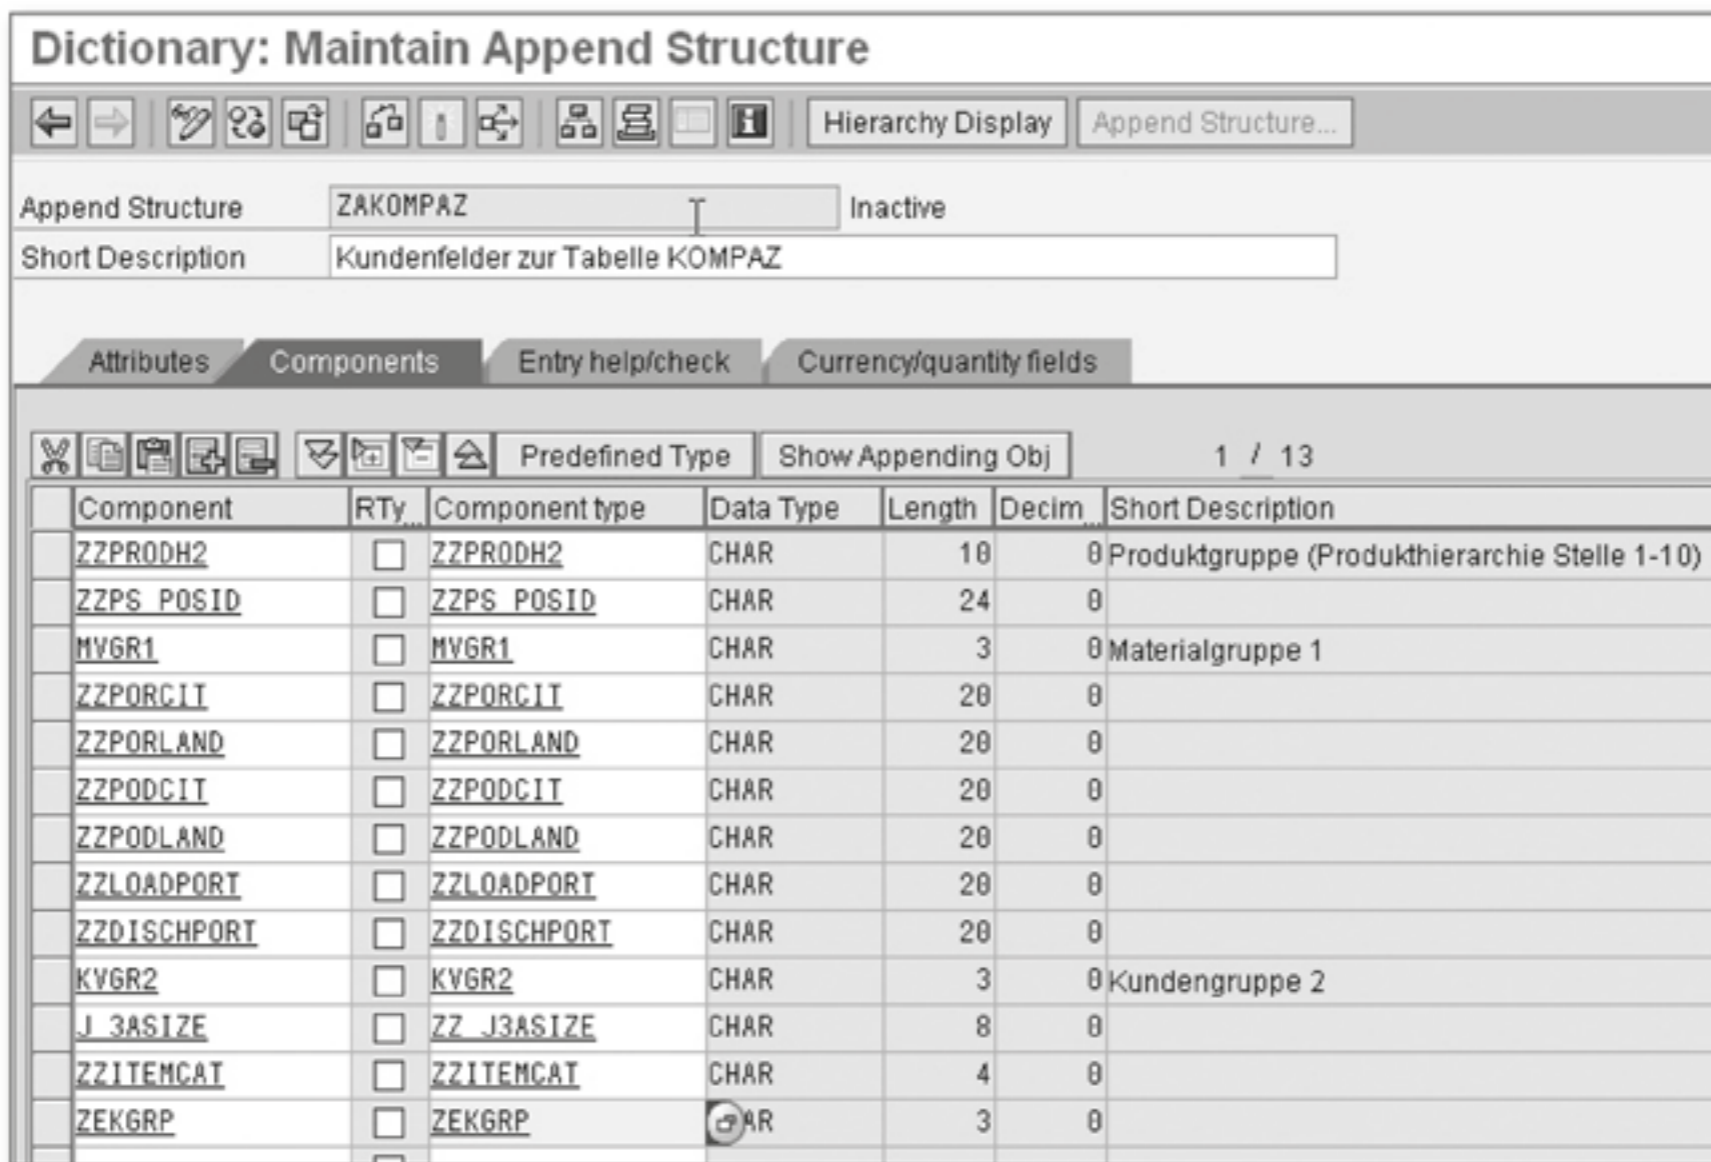 Dictionary: Maintain Append Structure
Hierarchy Display Append Structure...
Append Structure ZAKOMPAZ Inactive
Short Description Kundenfelder zur Tabelle KOMPAZ
Attributes Components Entry help/check Currency/quantity fields
Predefined Type Show Appending Obj 1 / 13
Component RTy... Component type Data Type Length Decim... Short Description
ZZPRODH2 ZZPRODH2 CHAR 10 0 Produktgruppe (Produkthierarchie Stelle 1-10)
ZZPS_POSID ZZPS_POSID CHAR 24 0
MVGR1 MVGR1 CHAR 3 0 Materialgruppe 1
ZZPORCIT ZZPORCIT CHAR 20 0
ZZPORLAND ZZPORLAND CHAR 20 0
ZZPODCIT ZZPODCIT CHAR 20 0
ZZPODLAND ZZPODLAND CHAR 20 0
ZZLOADPORT ZZLOADPORT CHAR 20 0
ZZDISCHPORT ZZDISCHPORT CHAR 20 0
KVGR2 KVGR2 CHAR 3 0 Kundengruppe 2
J_3ASIZE ZZ_J3ASIZE CHAR 8 0
ZZITEMCAT ZZITEMCAT CHAR 4 0
ZEKGRP ZEKGRP AR 3 0